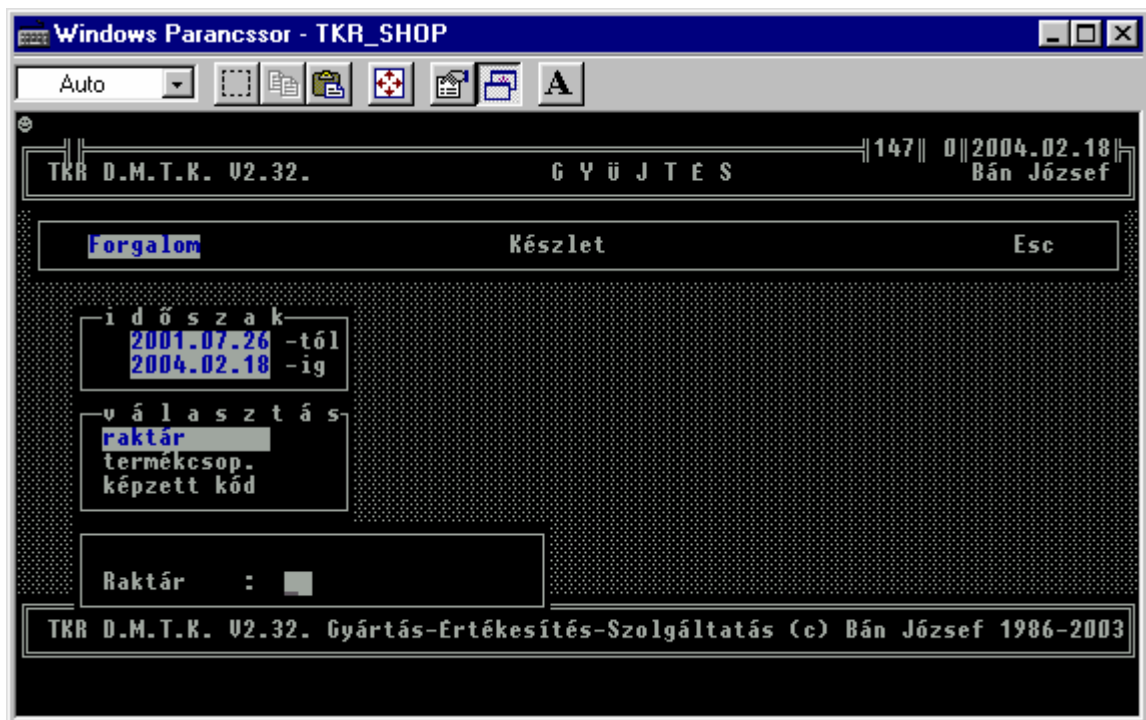 Windows Parancssor - TKR_SHOP
Auto
A
147 0 2004.02.18
TKR D.M.T.K. V2.32. G Y Ü J T É S Bán József
Forgalom Készlet Esc
i d ő s z a k
2001.07.26 -tól
2004.02.18 -ig
v á l a s z t á s
raktár
termékcsop.
képzett kód
Raktár :
TKR D.M.T.K. V2.32. Gyártás-Értékesítés-Szolgáltatás (c) Bán József 1986-2003